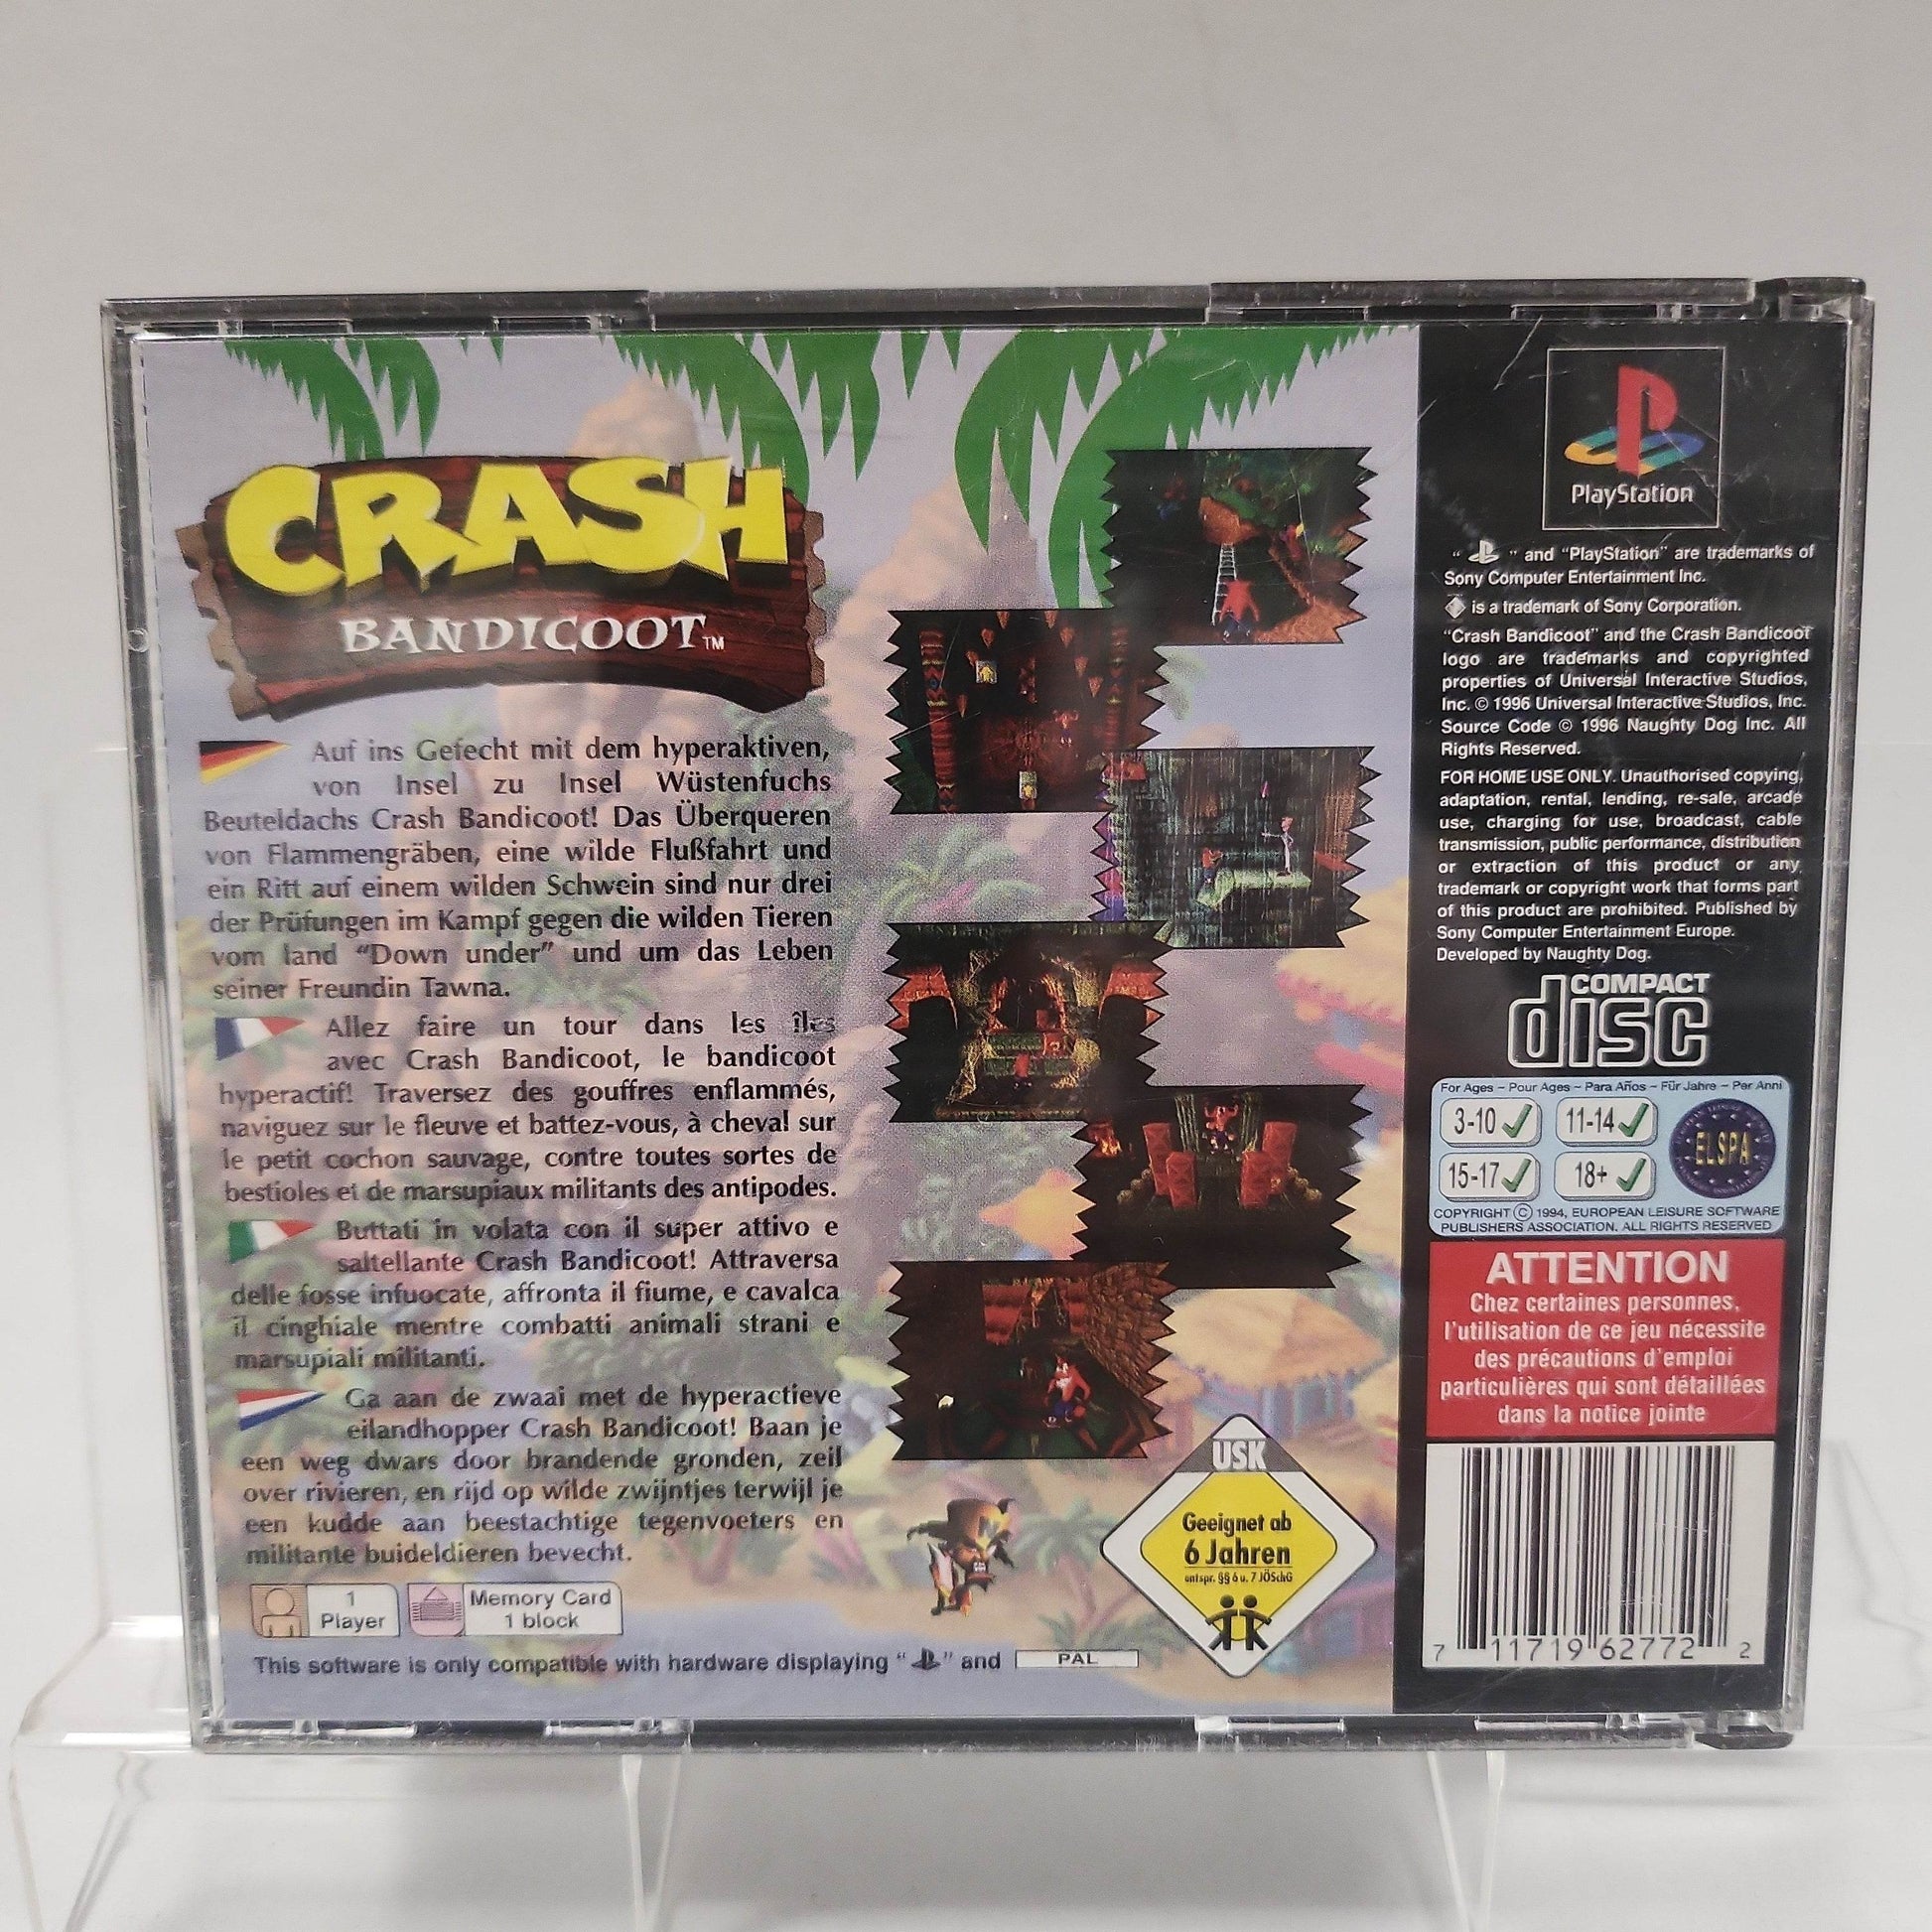 CRASH
BANDICOOT™
Auf ins Gefecht mit dem hyperaktiven,
von Insel zu Insel Wüstenfuchs
Beuteldachs Crash Bandicoot! Das Überqueren
von Flammengräben, eine wilde Flußfahrt und
ein Ritt auf einem wilden Schwein sind nur drei
der Prüfungen im Kampf gegen die wilden Tieren
vom land "Down under" und um das Leben
seiner Freundin Tawna.
Allez faire un tour dans les îles
avec Crash Bandicoot, le bandicoot
hyperactif! Traversez des gouffres enflammés,
naviguez sur le fleuve et battez-vous, à cheval sur
le petit cochon sauvage, contre toutes sortes de
bestioles et de marsupiaux militants des antipodes.
Buttati in volata con il super attivo e
saltellante Crash Bandicoot! Attraversa
delle fosse infuocate, affronta il fiume, e cavalca
il cinghiale mentre combatti animali strani e
marsupiali militanti.
Ga aan de zwaai met de hyperactieve
eilandhopper Crash Bandicoot! Baan je
een weg dwars door brandende gronden, zeil
over rivieren, en rijd op wilde zwijntjes terwijl je
een kudde aan beestachtige tegenvoeters en
militante buideldieren bevecht.
1
Player
Memory Card
1 block
This software is only compatible with hardware displaying " " and PAL
USK
Geeignet ab
6 Jahren
entspr. §§ 6 u. 7 JÖSchG
PlayStation
" " and "PlayStation" are trademarks of
Sony Computer Entertainment Inc.
is a trademark of Sony Corporation.
"Crash Bandicoot" and the Crash Bandicoot
logo are trademarks and copyrighted
properties of Universal Interactive Studios,
Inc. © 1996 Universal Interactive Studios, Inc.
Source Code © 1996 Naughty Dog Inc. All
Rights Reserved.
FOR HOME USE ONLY. Unauthorised copying,
adaptation, rental, lending, re-sale, arcade
use, charging for use, broadcast, cable
transmission, public performance, distribution
or extraction of this product or any
trademark or copyright work that forms part
of this product are prohibited. Published by
Sony Computer Entertainment Europe.
Developed by Naughty Dog.
COMPACT
disc
For Ages – Pour Ages – Para Años – Für Jahre – Per Anni
3-10 11-14
15-17 18+
ELSPA
COPYRIGHT © 1994, EUROPEAN LEISURE SOFTWARE
PUBLISHERS ASSOCIATION. ALL RIGHTS RESERVED
ATTENTION
Chez certaines personnes,
l'utilisation de ce jeu nécessite
des précautions d'emploi
particulières qui sont détaillées
dans la notice jointe
7 11719 62772 2